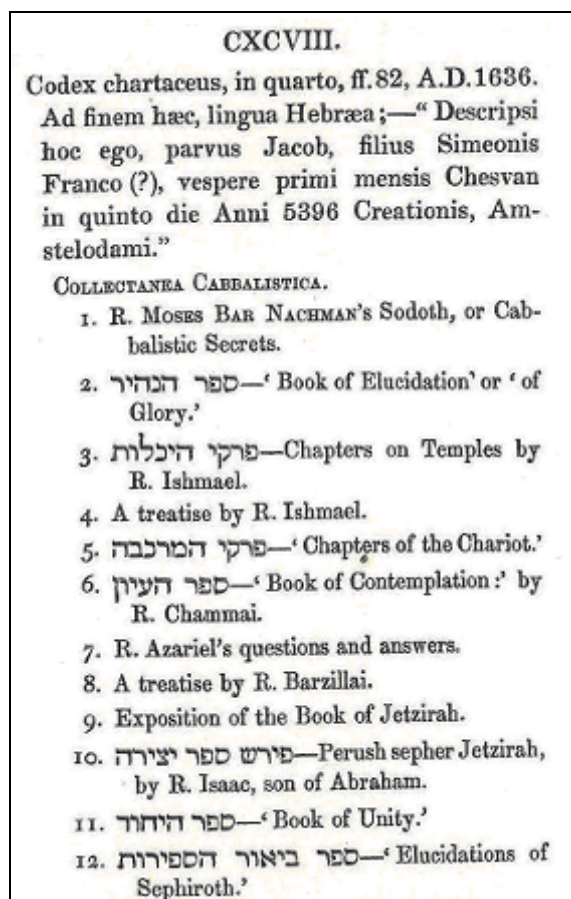 CXCVIII.
Codex chartaceus, in quarto, ff. 82, A.D. 1636.
Ad finem hæc, lingua Hebræa;—“ Descripsi
hoc ego, parvus Jacob, filius Simeonis
Franco (?), vespere primi mensis Chesvan
in quinto die Anni 5396 Creationis, Am-
stelodami.”
COLLECTANEA CABBALISTICA.
1. R. MOSES BAR NACHMAN’S Sodoth, or Cab-
balistic Secrets.
2. ספר הנהיר—‘ Book of Elucidation’ or ‘ of
Glory.’
3. פרקי היכלות—Chapters on Temples by
R. Ishmael.
4. A treatise by R. Ishmael.
5. פרקי המרכבה—‘ Chapters of the Chariot.’
6. ספר העיון—‘ Book of Contemplation :’ by
R. Chammai.
7. R. Azariel’s questions and answers.
8. A treatise by R. Barzillai.
9. Exposition of the Book of Jetzirah.
10. פירש ספר יצירה—Perush sepher Jetzirah,
by R. Isaac, son of Abraham.
11. ספר היחוד—‘ Book of Unity.’
12. ספר ביאור הספירות—‘ Elucidations of
Sephiroth.’